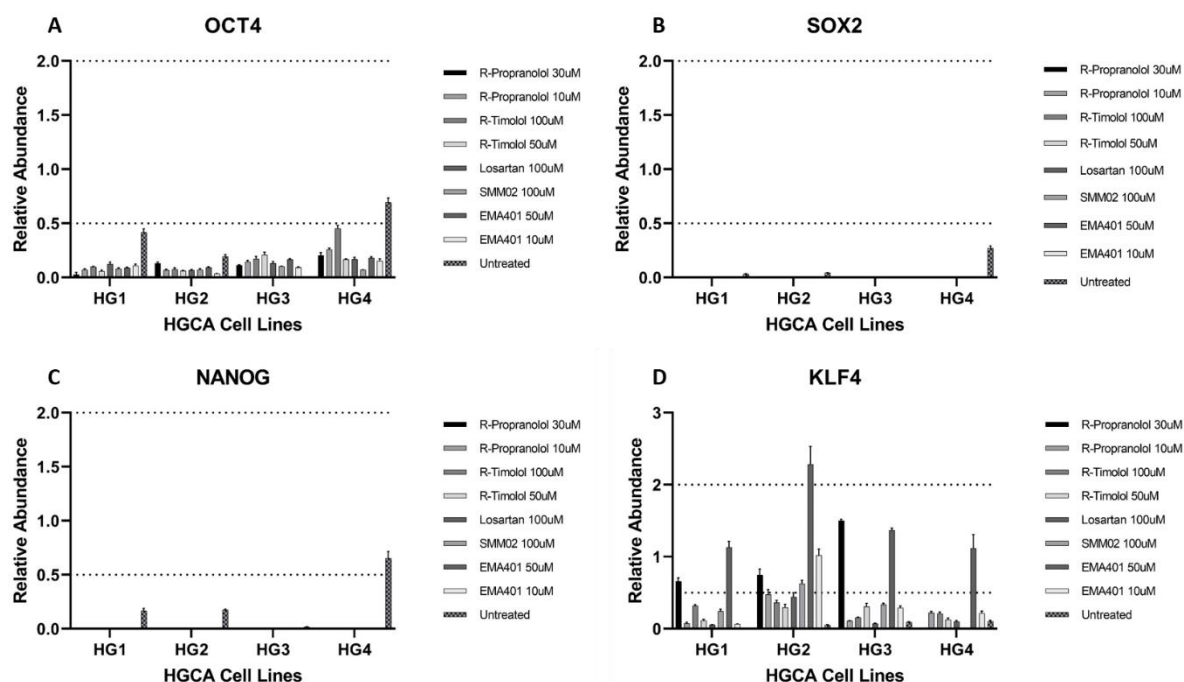 A
OCT4
Relative Abundance
2.0
1.5
1.0
0.5
0.0
HG1 HG2 HG3 HG4
HGCA Cell Lines
R-Propranolol 30uM
R-Propranolol 10uM
R-Timolol 100uM
R-Timolol 50uM
Losartan 100uM
SMM02 100uM
EMA401 50uM
EMA401 10uM
Untreated
B
SOX2
Relative Abundance
2.0
1.5
1.0
0.5
0.0
HG1 HG2 HG3 HG4
HGCA Cell Lines
R-Propranolol 30uM
R-Propranolol 10uM
R-Timolol 100uM
R-Timolol 50uM
Losartan 100uM
SMM02 100uM
EMA401 50uM
EMA401 10uM
Untreated
C
NANOG
Relative Abundance
2.0
1.5
1.0
0.5
0.0
HG1 HG2 HG3 HG4
HGCA Cell Lines
R-Propranolol 30uM
R-Propranolol 10uM
R-Timolol 100uM
R-Timolol 50uM
Losartan 100uM
SMM02 100uM
EMA401 50uM
EMA401 10uM
Untreated
D
KLF4
Relative Abundance
3
2
1
0
HG1 HG2 HG3 HG4
HGCA Cell Lines
R-Propranolol 30uM
R-Propranolol 10uM
R-Timolol 100uM
R-Timolol 50uM
Losartan 100uM
SMM02 100uM
EMA401 50uM
EMA401 10uM
Untreated